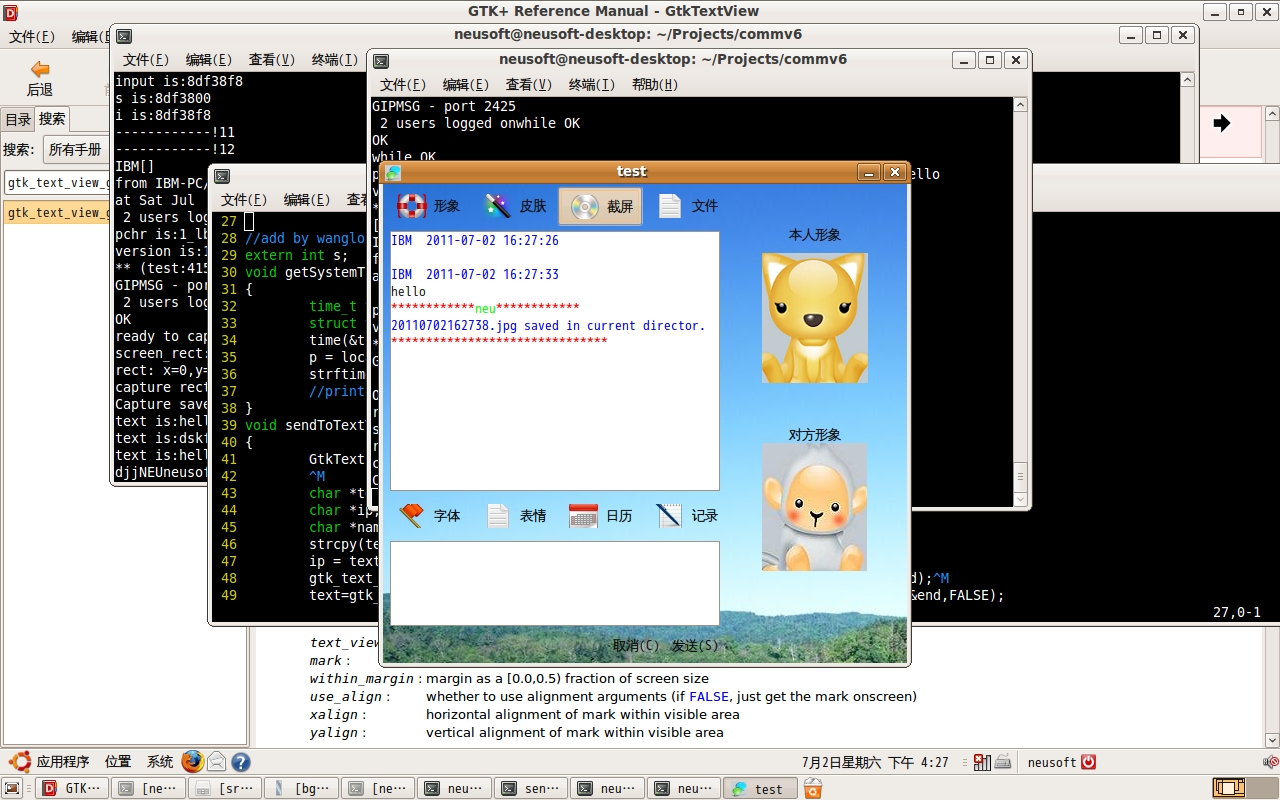 GTK+ Reference Manual - GtkTextView
文件(F) 编辑(E)
neusoft@neusoft-desktop: ~/Projects/commv6
文件(F) 编辑(E) 查看(V) 终端(T)
后退
目录 搜索
搜索: 所有手册
gtk_text_view_
gtk_text_view_
input is:8df38f8
s is:8df3800
i is:8df38f8
------------!11
------------!12
IBM[]
from IBM-PC/
at Sat Jul
2 users log
pchr is:1_lb
version is:1
** (test:415
GIPMSG - por
2 users log
OK
ready to cap
screen_rect:
rect: x=0,y=
capture rect
Capture save
text is:hell
text is:dskf
text is:hell
djjNEUneusof
neusoft@neusoft-desktop: ~/Projects/commv6
文件(F) 编辑(E) 查看(V) 终端(T) 帮助(H)
GIPMSG - port 2425
2 users logged onwhile OK
OK
while OK
ello
文件(F) 编辑(E) 查看
27
28 //add by wanglo
29 extern int s;
30 void getSystemT
31 {
32 time_t
33 struct
34 time(&t
35 p = loc
36 strftim
37 //print
38 }
39 void sendToText
40 {
41 GtkText
42 ^M
43 char *t
44 char *ip,
45 char *nam
46 strcpy(te
47 ip = text
48 gtk_text_ d);^M
49 text=gtk_ &end,FALSE);
27,0-1
test
形象 皮肤 截屏 文件
IBM 2011-07-02 16:27:26
IBM 2011-07-02 16:27:33
hello
************neu************
20110702162738.jpg saved in current director.
*******************************
本人形象
对方形象
字体 表情 日历 记录
取消(C) 发送(S)
text_view
mark :
within_margin : margin as a [0.0,0.5) fraction of screen size
use_align : whether to use alignment arguments (if FALSE, just get the mark onscreen)
xalign : horizontal alignment of mark within visible area
yalign : vertical alignment of mark within visible area
应用程序 位置 系统 7月2日星期六 下午 4:27 neusoft
GTK… [ne… [sr… [bg… [ne… neu… sen… neu… neu… test